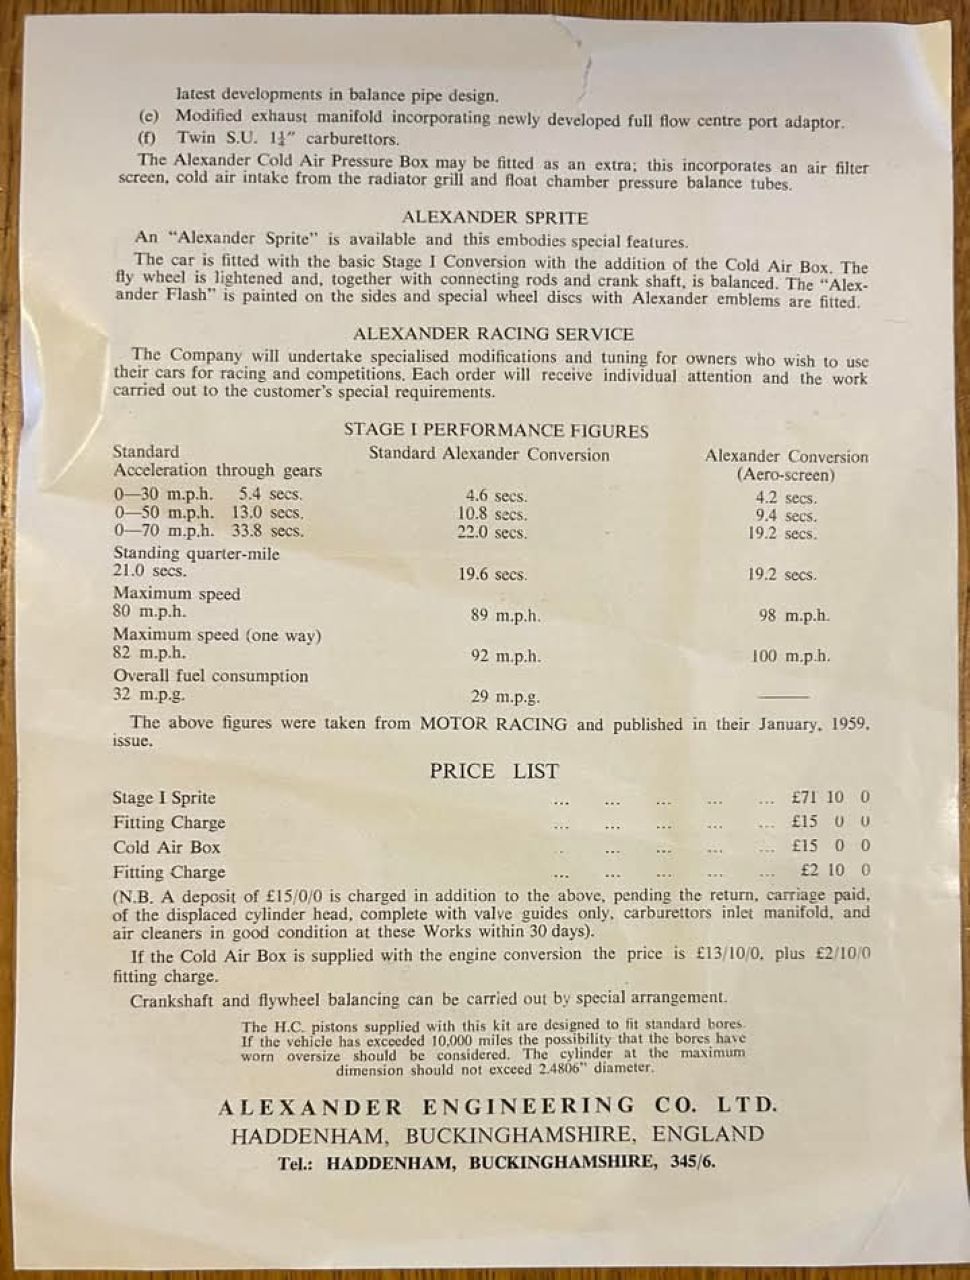 latest developments in balance pipe design.
(e) Modified exhaust manifold incorporating newly developed full flow centre port adaptor.
(f) Twin S.U. 1¼″ carburettors.
The Alexander Cold Air Pressure Box may be fitted as an extra; this incorporates an air filter
screen, cold air intake from the radiator grill and float chamber pressure balance tubes.
ALEXANDER SPRITE
An “Alexander Sprite” is available and this embodies special features.
The car is fitted with the basic Stage I Conversion with the addition of the Cold Air Box. The
fly wheel is lightened and, together with connecting rods and crank shaft, is balanced. The “Alex-
ander Flash” is painted on the sides and special wheel discs with Alexander emblems are fitted.
ALEXANDER RACING SERVICE
The Company will undertake specialised modifications and tuning for owners who wish to use
their cars for racing and competitions. Each order will receive individual attention and the work
carried out to the customer’s special requirements.
STAGE I PERFORMANCE FIGURES
Standard Standard Alexander Conversion Alexander Conversion
Acceleration through gears (Aero-screen)
0—30 m.p.h. 5.4 secs. 4.6 secs. 4.2 secs.
0—50 m.p.h. 13.0 secs. 10.8 secs. 9.4 secs.
0—70 m.p.h. 33.8 secs. 22.0 secs. 19.2 secs.
Standing quarter-mile
21.0 secs. 19.6 secs. 19.2 secs.
Maximum speed
80 m.p.h. 89 m.p.h. 98 m.p.h.
Maximum speed (one way)
82 m.p.h. 92 m.p.h. 100 m.p.h.
Overall fuel consumption
32 m.p.g. 29 m.p.g. ———
The above figures were taken from MOTOR RACING and published in their January, 1959,
issue.
PRICE LIST
Stage I Sprite ... ... ... ... ... £71 10 0
Fitting Charge ... ... ... ... ... £15 0 0
Cold Air Box .. ... ... ... ... £15 0 0
Fitting Charge ... ... ... ... ... £2 10 0
(N.B. A deposit of £15/0/0 is charged in addition to the above, pending the return, carriage paid,
of the displaced cylinder head, complete with valve guides only, carburettors inlet manifold, and
air cleaners in good condition at these Works within 30 days).
If the Cold Air Box is supplied with the engine conversion the price is £13/10/0, plus £2/10/0
fitting charge.
Crankshaft and flywheel balancing can be carried out by special arrangement.
The H.C. pistons supplied with this kit are designed to fit standard bores.
If the vehicle has exceeded 10,000 miles the possibility that the bores have
worn oversize should be considered. The cylinder at the maximum
dimension should not exceed 2.4806″ diameter.
ALEXANDER ENGINEERING CO. LTD.
HADDENHAM, BUCKINGHAMSHIRE, ENGLAND
Tel.: HADDENHAM, BUCKINGHAMSHIRE, 345/6.